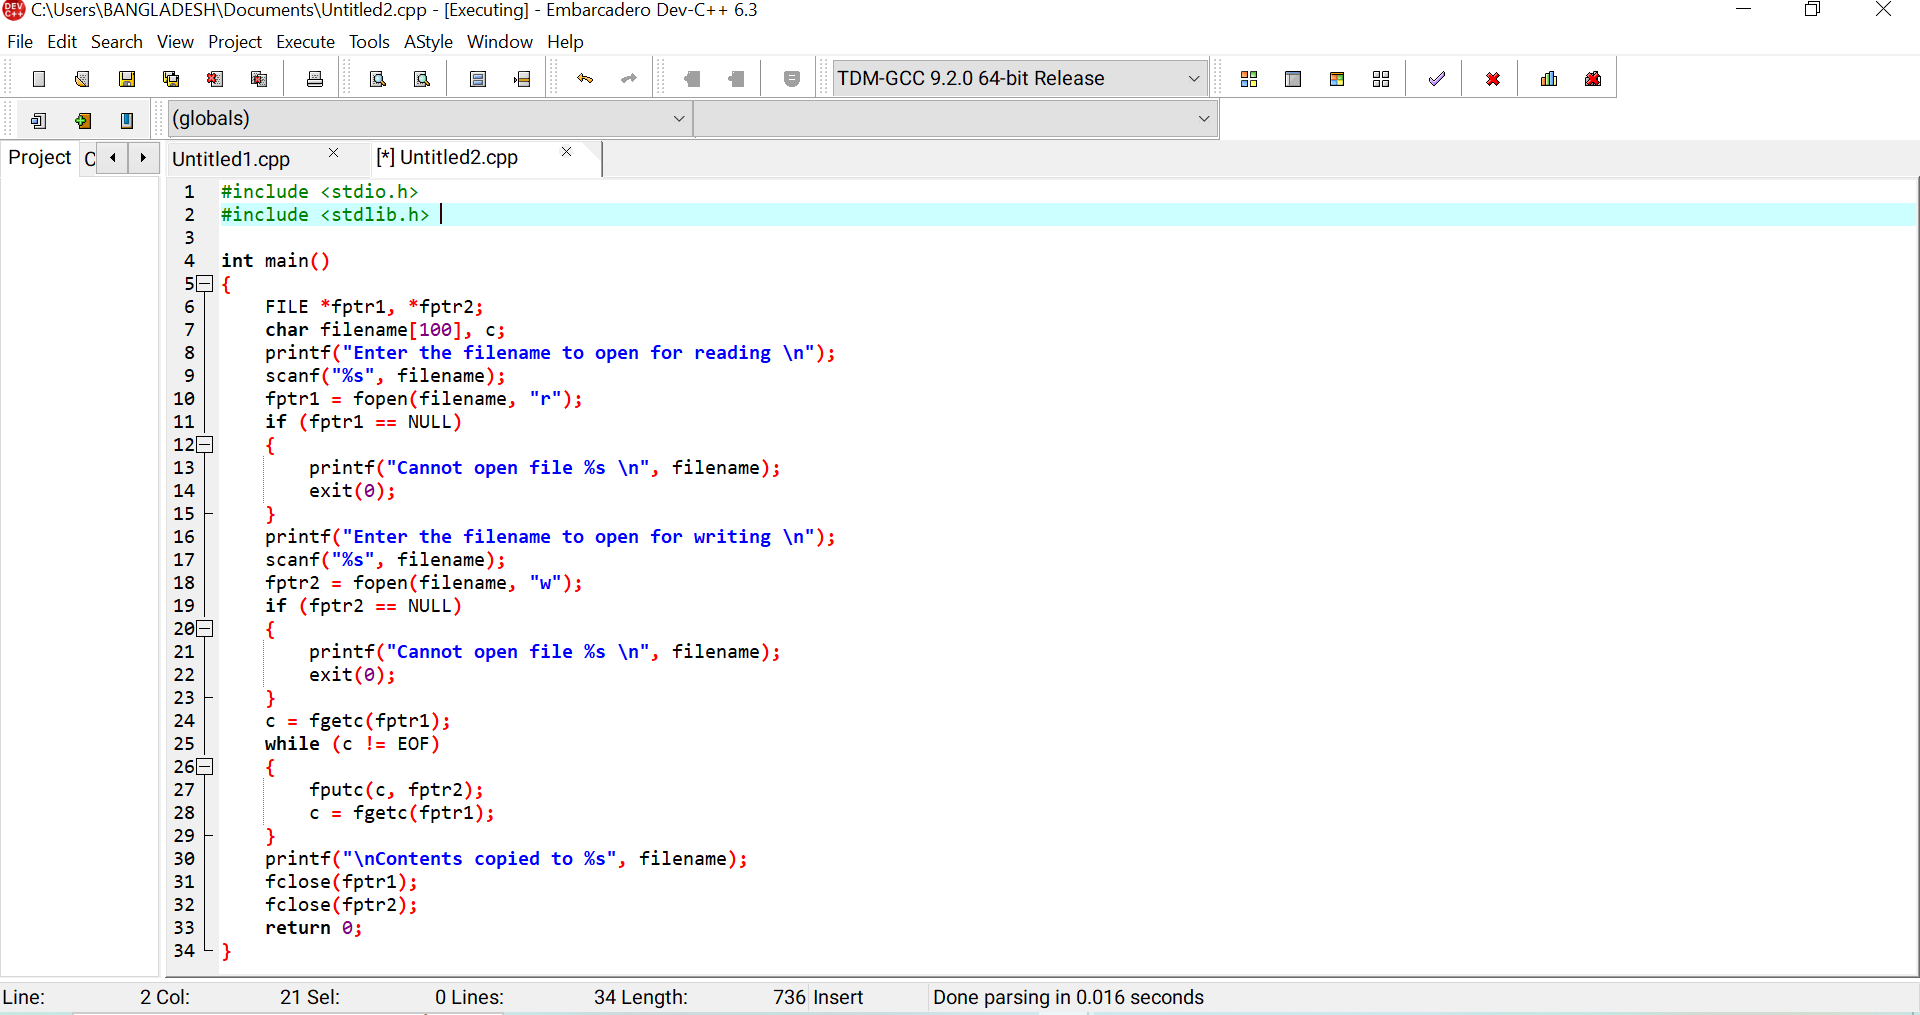 C:\Users\BANGLADESH\Documents\Untitled2.cpp - [Executing] - Embarcadero Dev-C++ 6.3
File Edit Search View Project Execute Tools AStyle Window Help
TDM-GCC 9.2.0 64-bit Release
(globals)
Project C Untitled1.cpp [*] Untitled2.cpp
1 #include <stdio.h>
2 #include <stdlib.h>
3
4 int main()
5 {
6     FILE *fptr1, *fptr2;
7     char filename[100], c;
8     printf("Enter the filename to open for reading \n");
9     scanf("%s", filename);
10     fptr1 = fopen(filename, "r");
11     if (fptr1 == NULL)
12     {
13         printf("Cannot open file %s \n", filename);
14         exit(0);
15     }
16     printf("Enter the filename to open for writing \n");
17     scanf("%s", filename);
18     fptr2 = fopen(filename, "w");
19     if (fptr2 == NULL)
20     {
21         printf("Cannot open file %s \n", filename);
22         exit(0);
23     }
24     c = fgetc(fptr1);
25     while (c != EOF)
26     {
27         fputc(c, fptr2);
28         c = fgetc(fptr1);
29     }
30     printf("\nContents copied to %s", filename);
31     fclose(fptr1);
32     fclose(fptr2);
33     return 0;
34 }
Line: 2 Col: 21 Sel: 0 Lines: 34 Length: 736 Insert Done parsing in 0.016 seconds